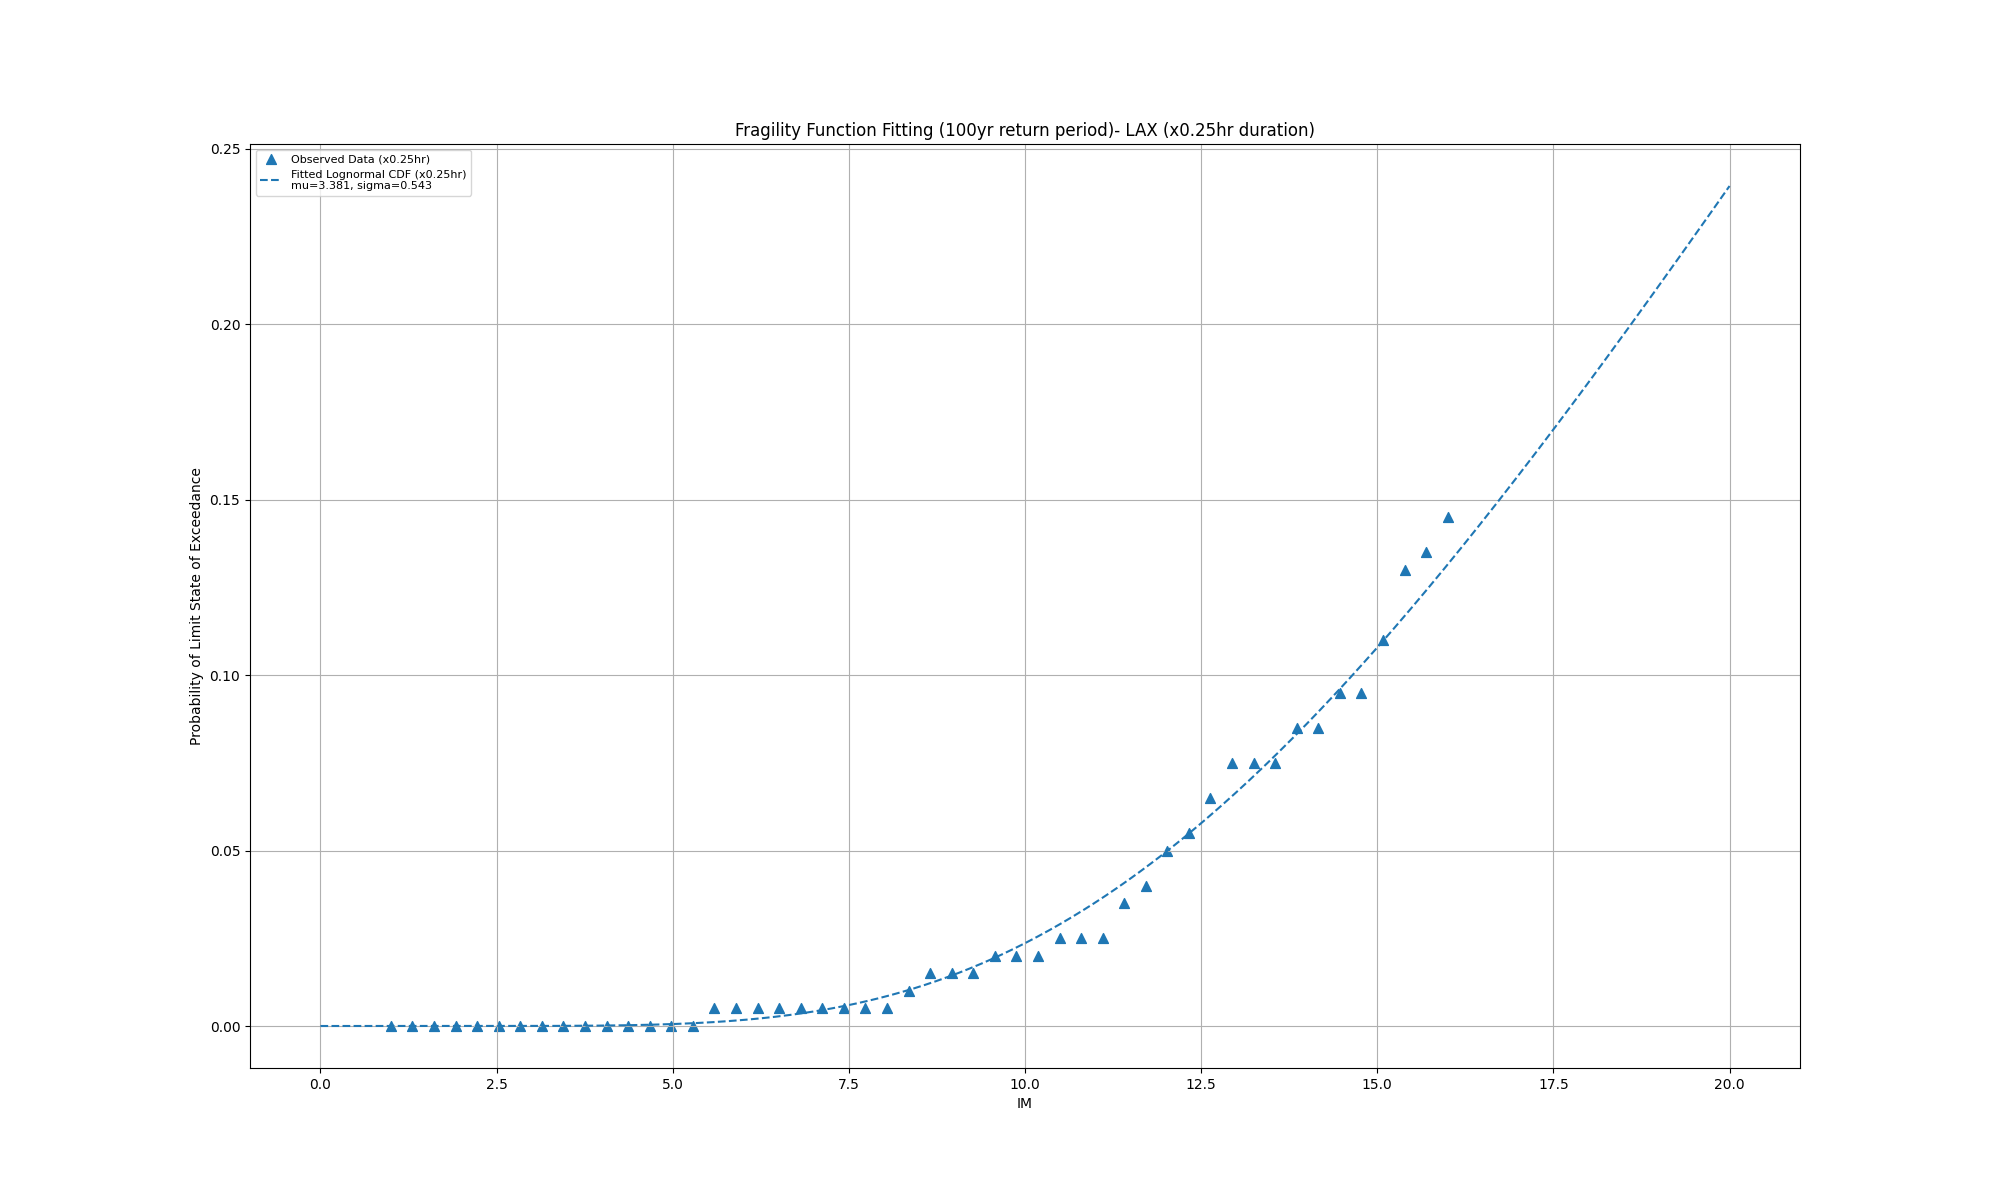 Fragility Function Fitting (100yr return period)- LAX (x0.25hr duration)
Observed Data (x0.25hr)
Fitted Lognormal CDF (x0.25hr)
mu=3.381, sigma=0.543
Probability of Limit State of Exceedance
0.25
0.20
0.15
0.10
0.05
0.00
0.0 2.5 5.0 7.5 10.0 12.5 15.0 17.5 20.0
IM